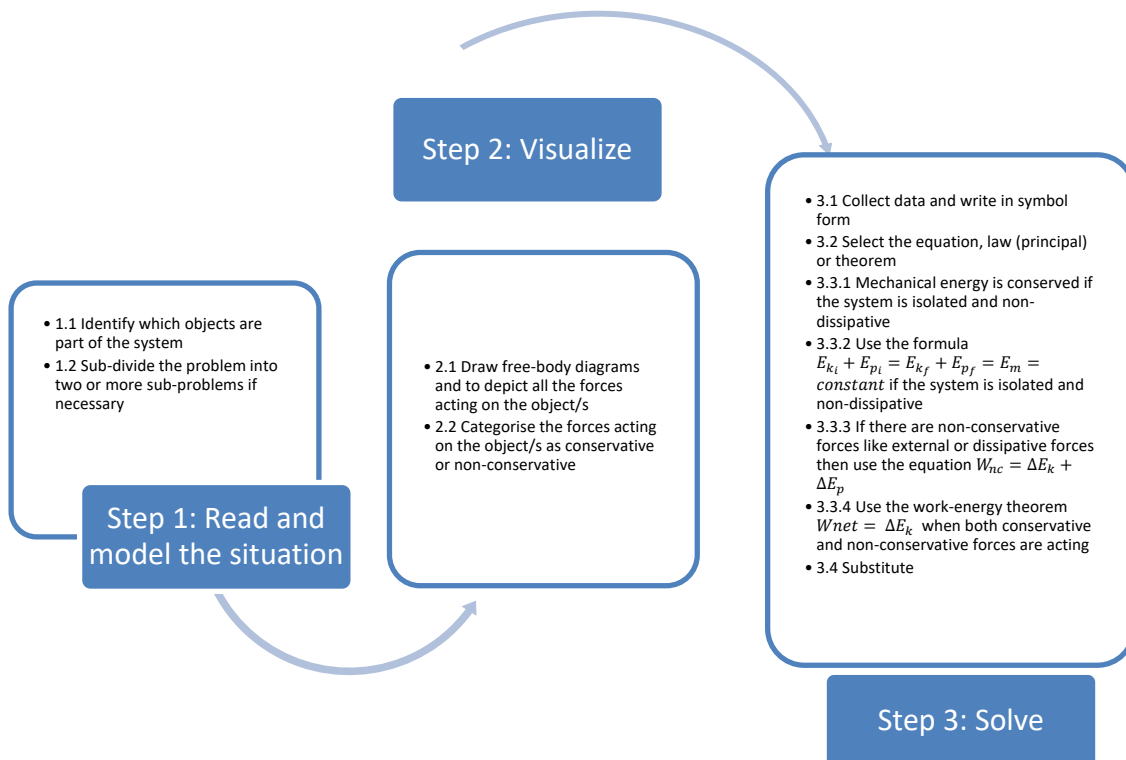 Step 1: Read and
model the situation
• 1.1 Identify which objects are
part of the system
• 1.2 Sub-divide the problem into
two or more sub-problems if
necessary
Step 2: Visualize
• 2.1 Draw free-body diagrams
and to depict all the forces
acting on the object/s
• 2.2 Categorise the forces acting
on the object/s as conservative
or non-conservative
Step 3: Solve
• 3.1 Collect data and write in symbol
form
• 3.2 Select the equation, law (principal)
or theorem
• 3.3.1 Mechanical energy is conserved if
the system is isolated and non-
dissipative
• 3.3.2 Use the formula
$E_{k_i} + E_{p_i} = E_{k_f} + E_{p_f} = E_m =$
$constant$ if the system is isolated and
non-dissipative
• 3.3.3 If there are non-conservative
forces like external or dissipative forces
then use the equation $W_{nc} = \Delta E_k +$
$\Delta E_p$
• 3.3.4 Use the work-energy theorem
$Wnet = \Delta E_k$ when both conservative
and non-conservative forces are acting
• 3.4 Substitute